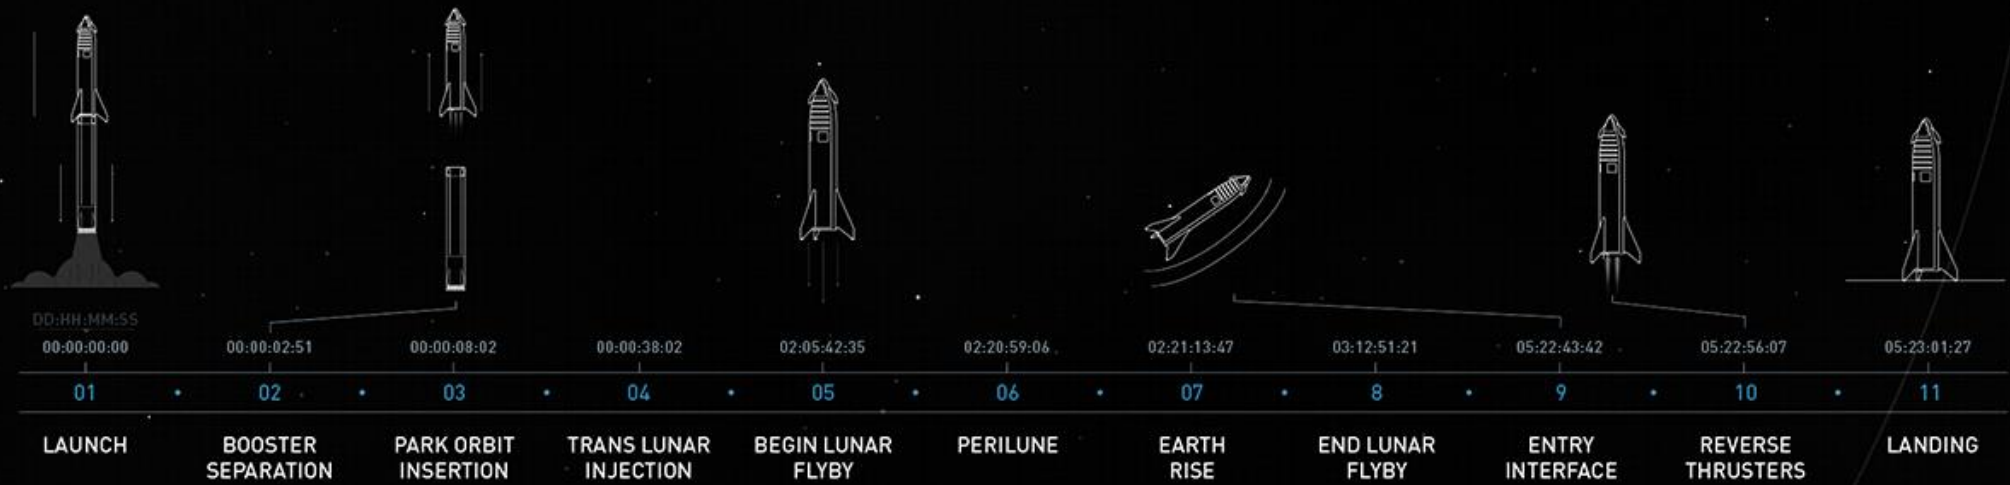 DD:HH:MM:SS
00:00:00:00 00:00:02:51 00:00:08:02 00:00:38:02 02:05:42:35 02:20:59:06 02:21:13:47 03:12:51:21 05:22:43:42 05:22:56:07 05:23:01:27
01 02 03 04 05 06 07 8 9 10 11
LAUNCH BOOSTER PARK ORBIT TRANS LUNAR BEGIN LUNAR PERILUNE EARTH END LUNAR ENTRY REVERSE LANDING
SEPARATION INSERTION INJECTION FLYBY RISE FLYBY INTERFACE THRUSTERS